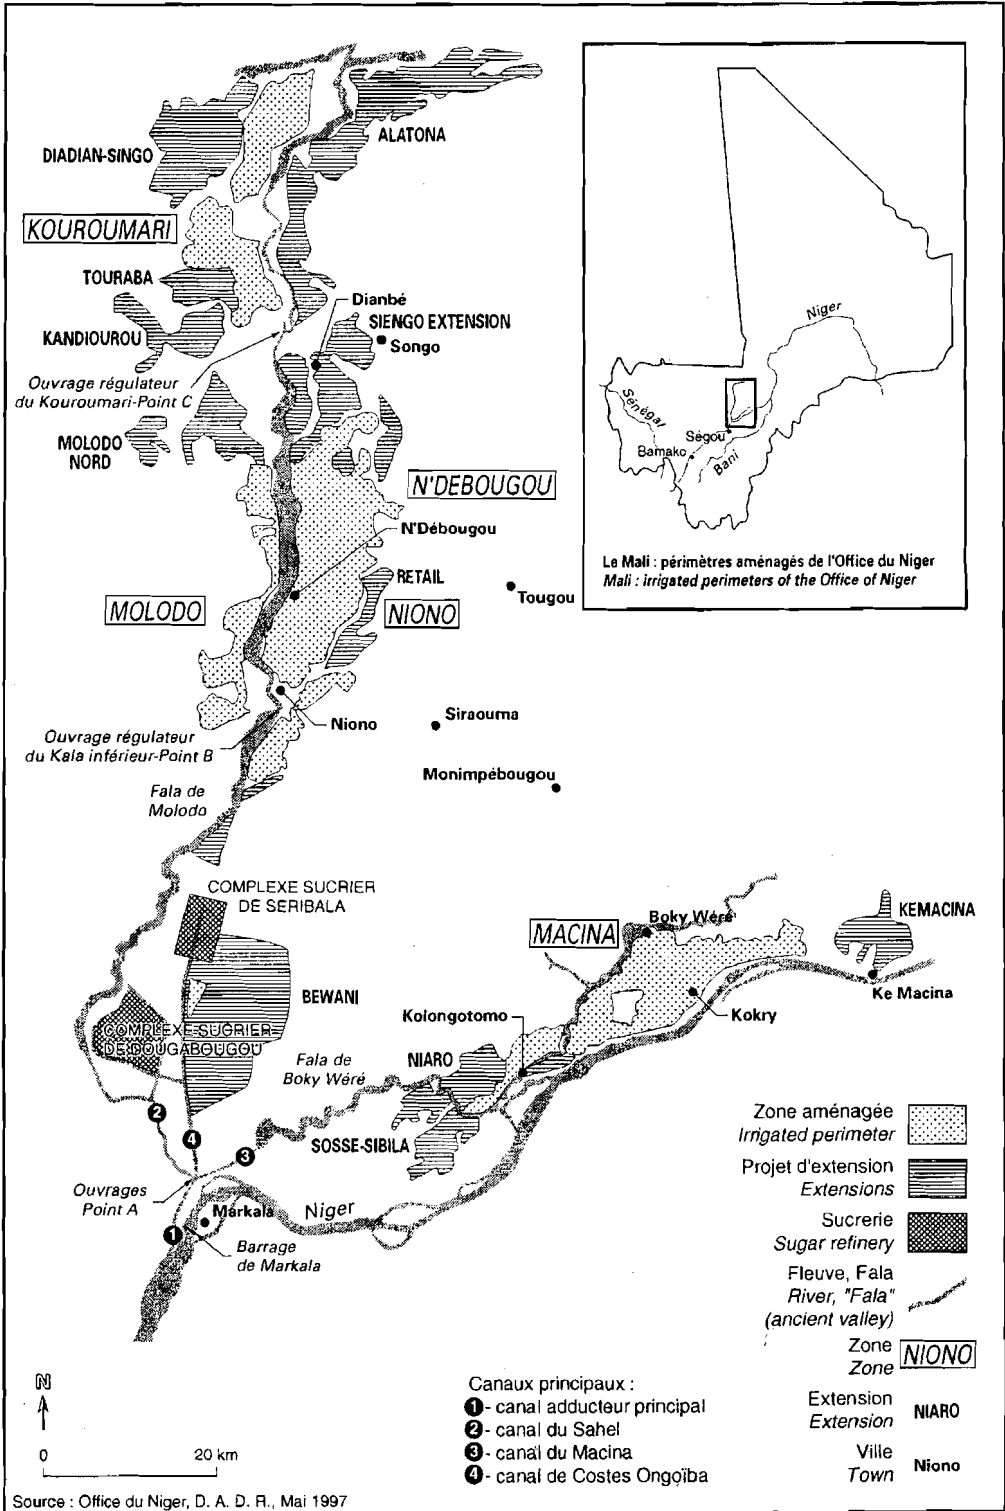 ALATONA
DIADIAN-SINGO
KOUROUMARI
TOURABA
Dianbé
KANDIOUROU
SIENGO EXTENSION
Songo
Ouvrage régulateur
du Kouroumari-Point C
MOLODO
NORD
N'DEBOUGOU
N'Débougou
RETAIL
MOLODO
NIONO
Tougou
Niono
Siraouma
Ouvrage régulateur
du Kala inférieur-Point B
Monimpébougou
Fala de
Molodo
COMPLEXE SUCRIER
DE SERIBALA
MACINA
Boky Wéré
KEMACINA
BEWANI
Ke Macina
Kokry
Kolongotomo
COMPLEXE SUCRIER
DE DOUGABOUGOU
Fala de
Boky Wéré
NIARO
SOSSE-SIBILA
2
4
3
Ouvrages
Point A
Markala
Niger
1
Barrage
de Markala
Niger
Sénégal
Ségou
Bamako
Bani
Le Mali : périmètres aménagés de l'Office du Niger
Mali : irrigated perimeters of the Office of Niger
Zone aménagée
Irrigated perimeter
Projet d'extension
Extensions
Sucrerie
Sugar refinery
Fleuve, Fala
River, "Fala"
(ancient valley)
Zone
Zone
NIONO
Extension
Extension
NIARO
Ville
Town
Niono
Canaux principaux :
1 - canal adducteur principal
2 - canal du Sahel
3 - canal du Macina
4 - canal de Costes Ongoïba
N
0 20 km
Source : Office du Niger, D. A. D. R., Mai 1997